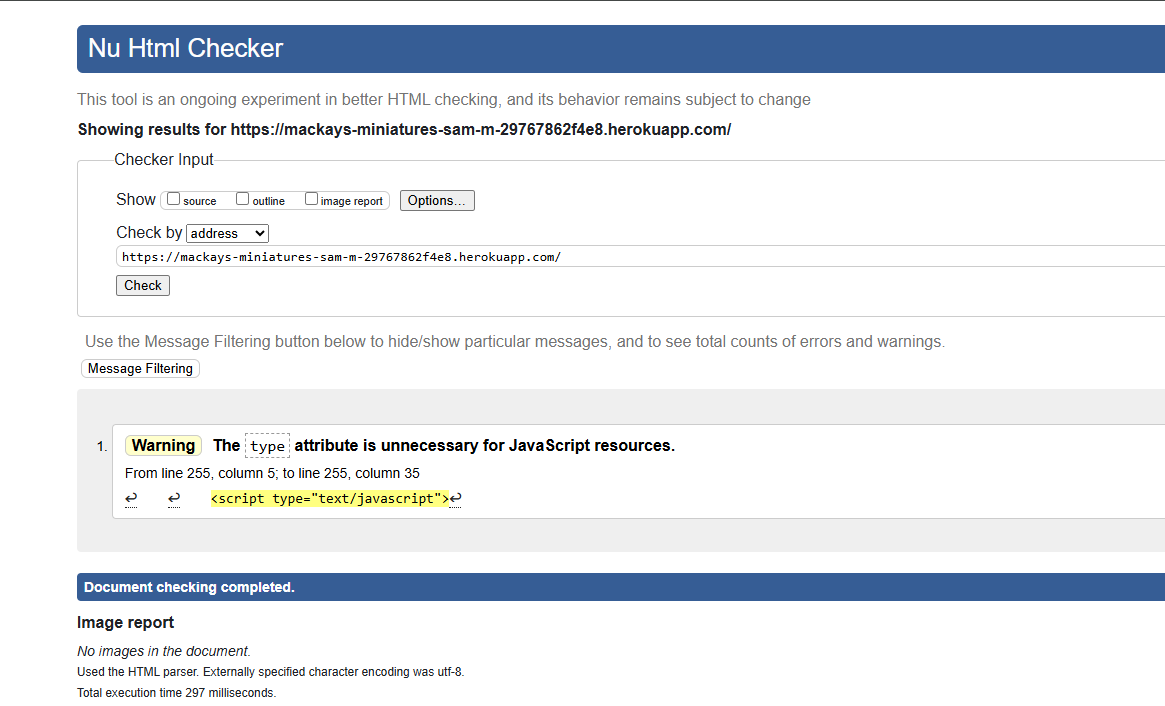 Nu Html Checker
This tool is an ongoing experiment in better HTML checking, and its behavior remains subject to change
Showing results for https://mackays-miniatures-sam-m-29767862f4e8.herokuapp.com/
Checker Input
Show source outline image report Options...
Check by address
https://mackays-miniatures-sam-m-29767862f4e8.herokuapp.com/
Check
Use the Message Filtering button below to hide/show particular messages, and to see total counts of errors and warnings.
Message Filtering
1. Warning The type attribute is unnecessary for JavaScript resources.
From line 255, column 5; to line 255, column 35
↩ ↩ <script type="text/javascript">↩
Document checking completed.
Image report
No images in the document.
Used the HTML parser. Externally specified character encoding was utf-8.
Total execution time 297 milliseconds.